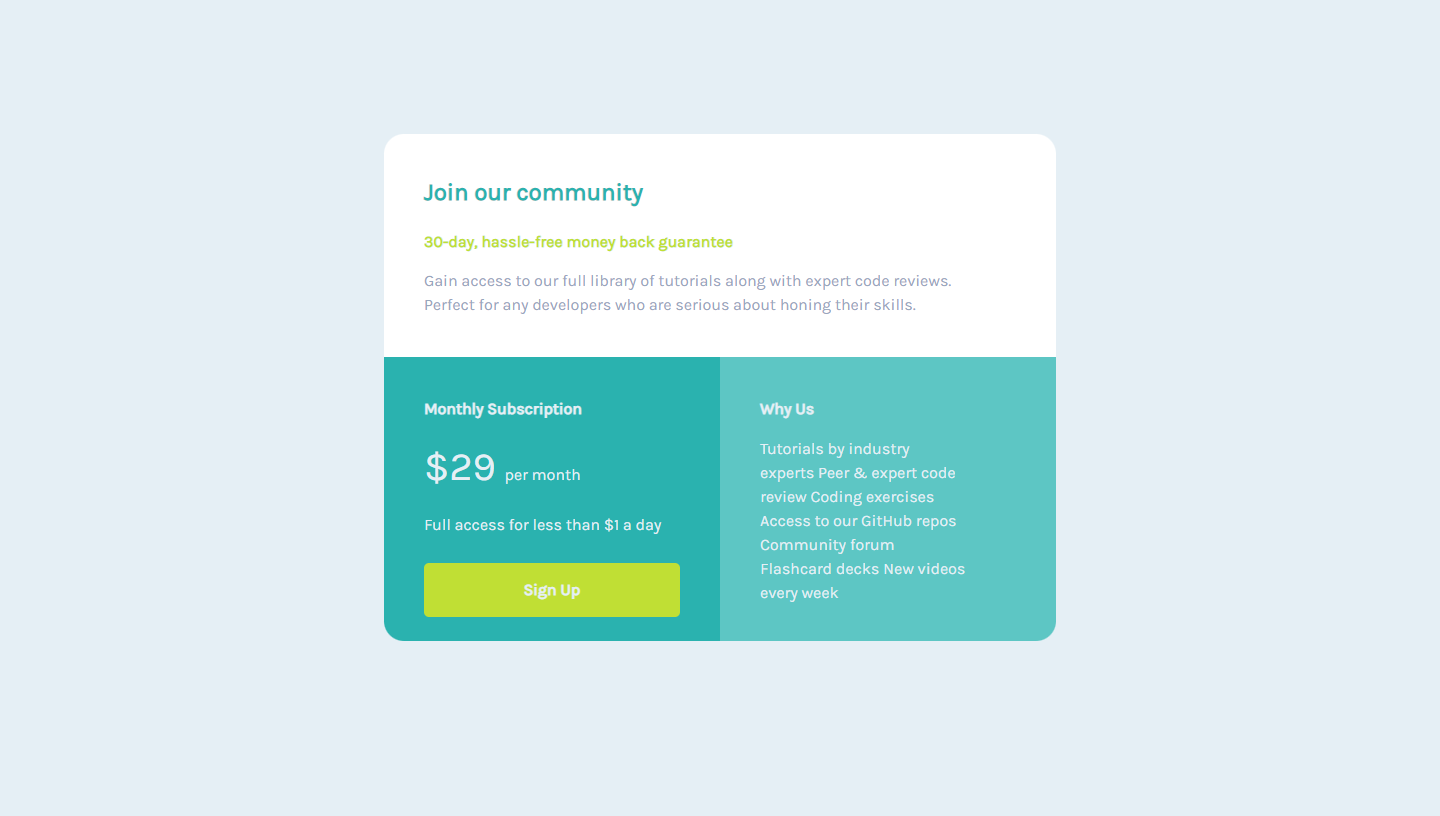 Join our community
30-day, hassle-free money back guarantee
Gain access to our full library of tutorials along with expert code reviews.
Perfect for any developers who are serious about honing their skills.
Monthly Subscription
$29 per month
Full access for less than $1 a day
Sign Up
Why Us
Tutorials by industry
experts Peer & expert code
review Coding exercises
Access to our GitHub repos
Community forum
Flashcard decks New videos
every week